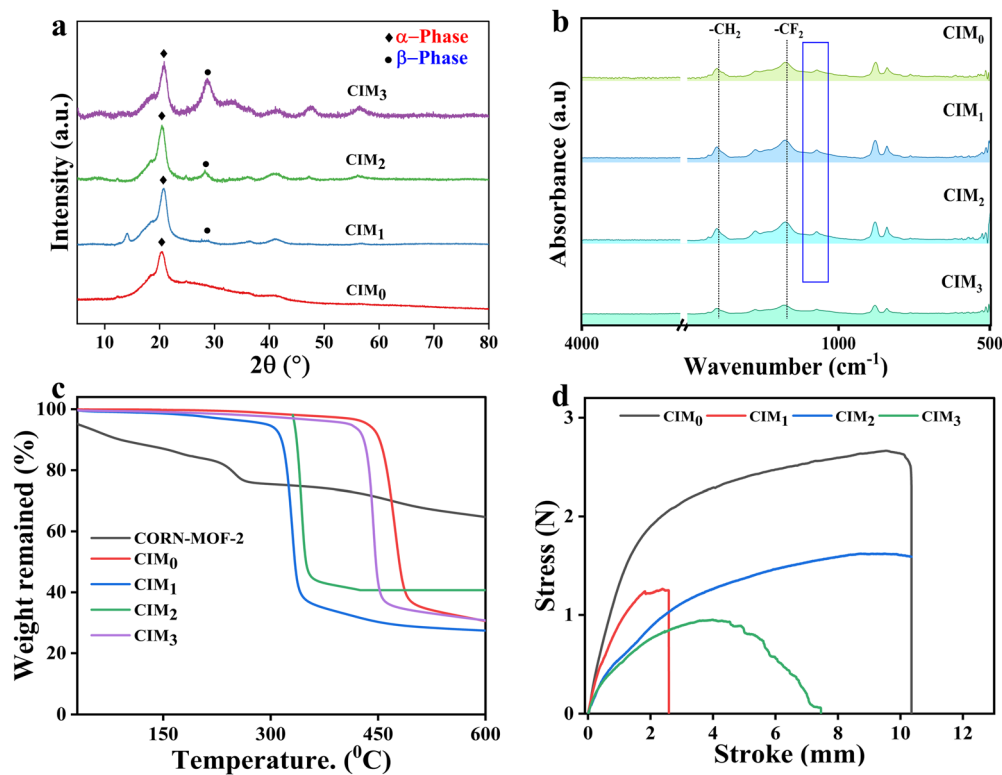 a
◆ α−Phase
● β−Phase
CIM3
CIM2
CIM1
CIM0
Intensity (a.u.)
10 20 30 40 50 60 70 80
2θ (°)
b
-CH2
-CF2
CIM0
CIM1
CIM2
CIM3
Absorbance (a.u)
4000 1000 500
Wavenumber (cm-1)
c
100
80
60
40
20
0
Weight remained (%)
CORN-MOF-2
CIM0
CIM1
CIM2
CIM3
150 300 450 600
Temperature. (0C)
d
CIM0 CIM1 CIM2 CIM3
3
2
1
0
Stress (N)
0 2 4 6 8 10 12
Stroke (mm)